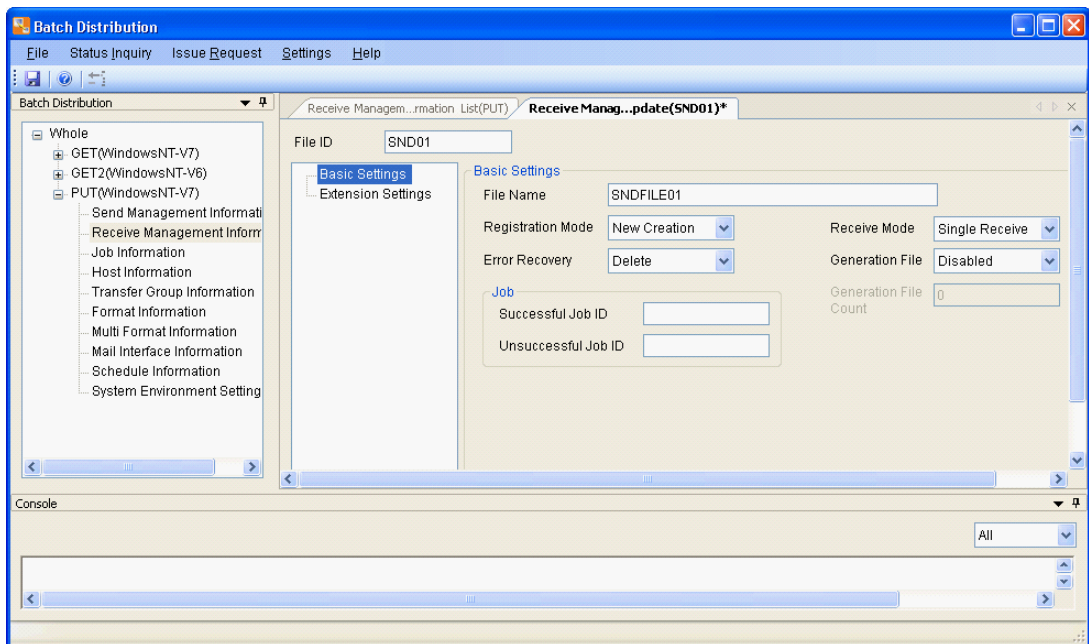 Batch Distribution
File Status Inquiry Issue Request Settings Help
Batch Distribution
Whole
GET(WindowsNT-V7)
GET2(WindowsNT-V6)
PUT(WindowsNT-V7)
Send Management Informati
Receive Management Inform
Job Information
Host Information
Transfer Group Information
Format Information
Multi Format Information
Mail Interface Information
Schedule Information
System Environment Setting
Receive Managem...rmation List(PUT)
Receive Manag...pdate(SND01)*
File ID SND01
Basic Settings
Extension Settings
Basic Settings
File Name SNDFILE01
Registration Mode New Creation
Receive Mode Single Receive
Error Recovery Delete
Generation File Disabled
Job
Successful Job ID
Unsuccessful Job ID
Generation File
Count
0
Console
All